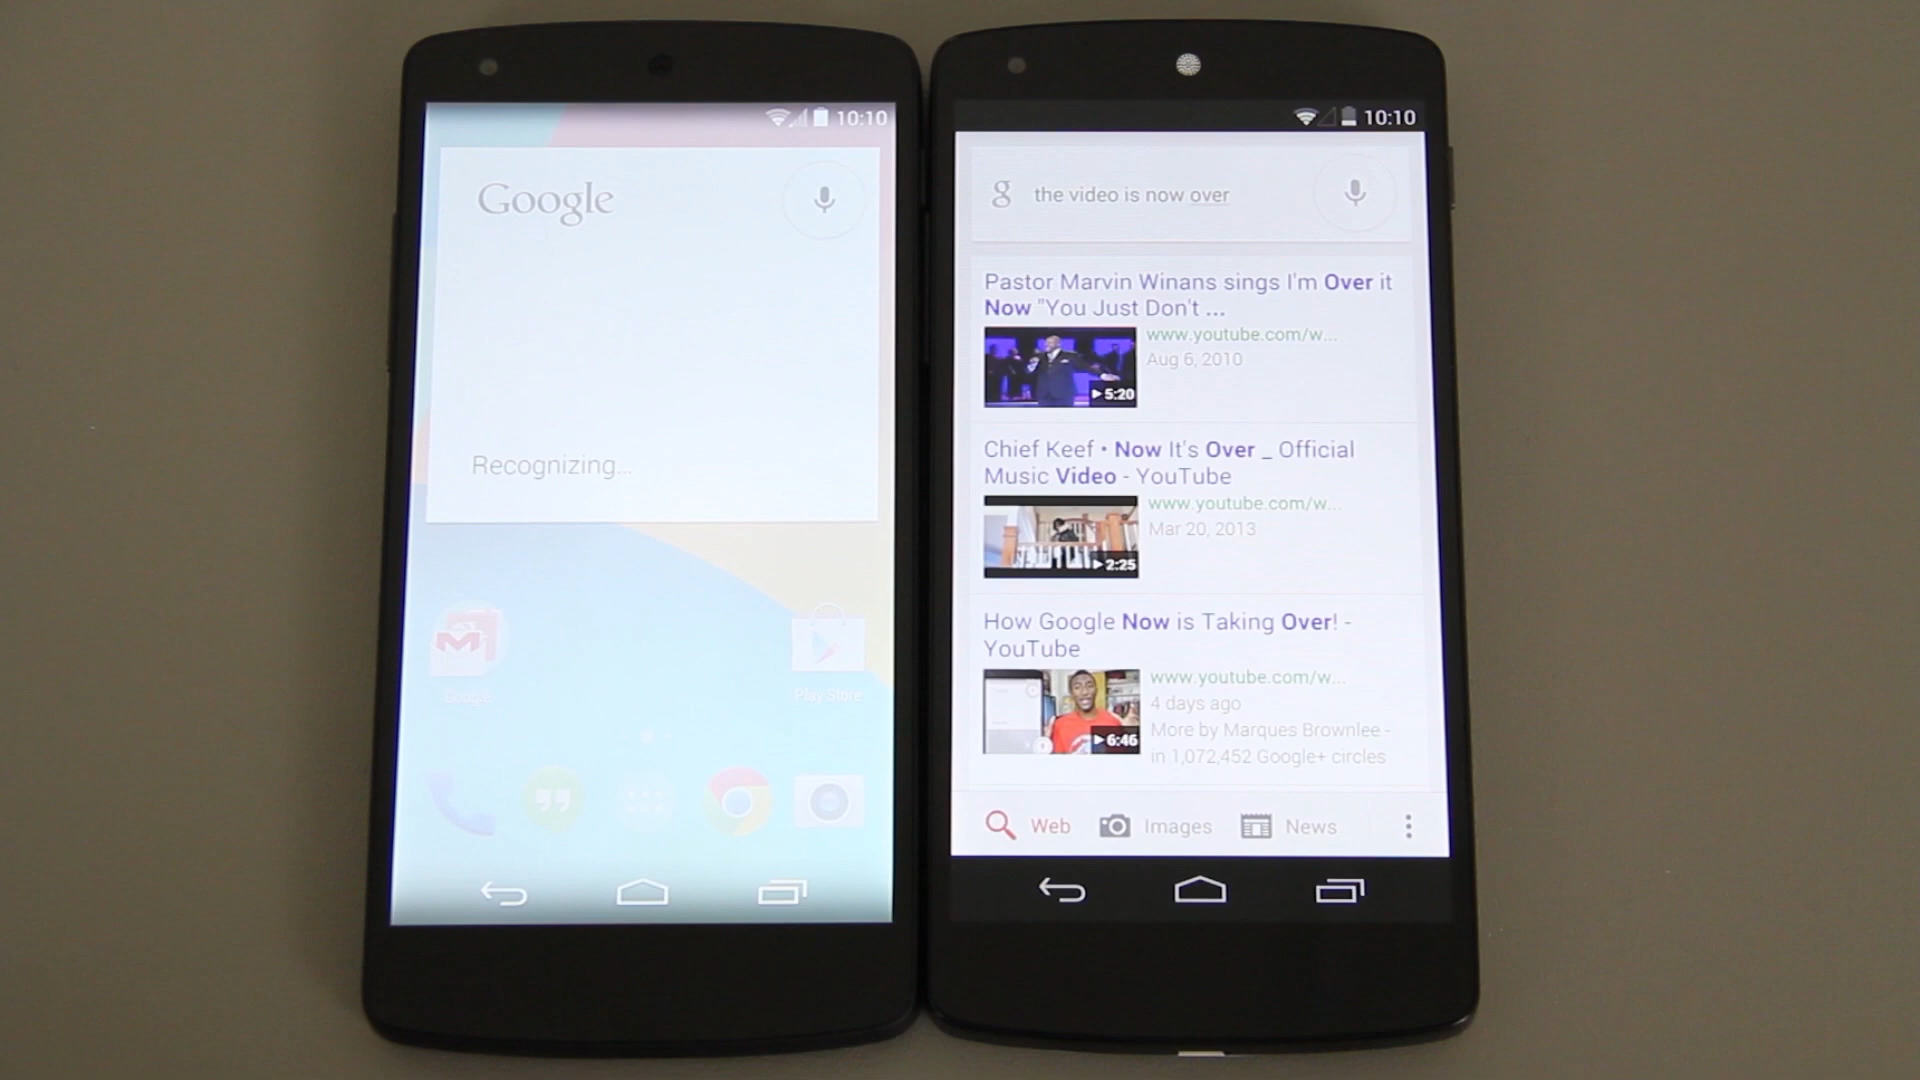 10:10
Google
Recognizing...
Google
Play Store
10:10
g the video is now over
Pastor Marvin Winans sings I'm Over it
Now "You Just Don't ...
www.youtube.com/w...
Aug 6, 2010
5:20
Chief Keef • Now It's Over _ Official
Music Video - YouTube
www.youtube.com/w...
Mar 20, 2013
2:25
How Google Now is Taking Over! -
YouTube
www.youtube.com/w...
4 days ago
More by Marques Brownlee -
in 1,072,452 Google+ circles
6:46
Web Images News